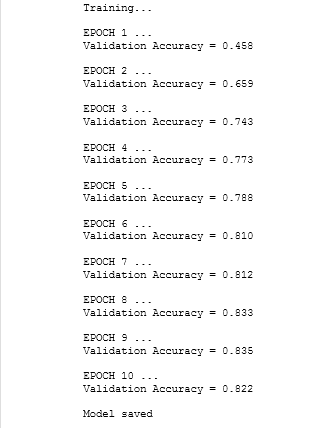 Training...
EPOCH 1 ...
Validation Accuracy = 0.458
EPOCH 2 ...
Validation Accuracy = 0.659
EPOCH 3 ...
Validation Accuracy = 0.743
EPOCH 4 ...
Validation Accuracy = 0.773
EPOCH 5 ...
Validation Accuracy = 0.788
EPOCH 6 ...
Validation Accuracy = 0.810
EPOCH 7 ...
Validation Accuracy = 0.812
EPOCH 8 ...
Validation Accuracy = 0.833
EPOCH 9 ...
Validation Accuracy = 0.835
EPOCH 10 ...
Validation Accuracy = 0.822
Model saved